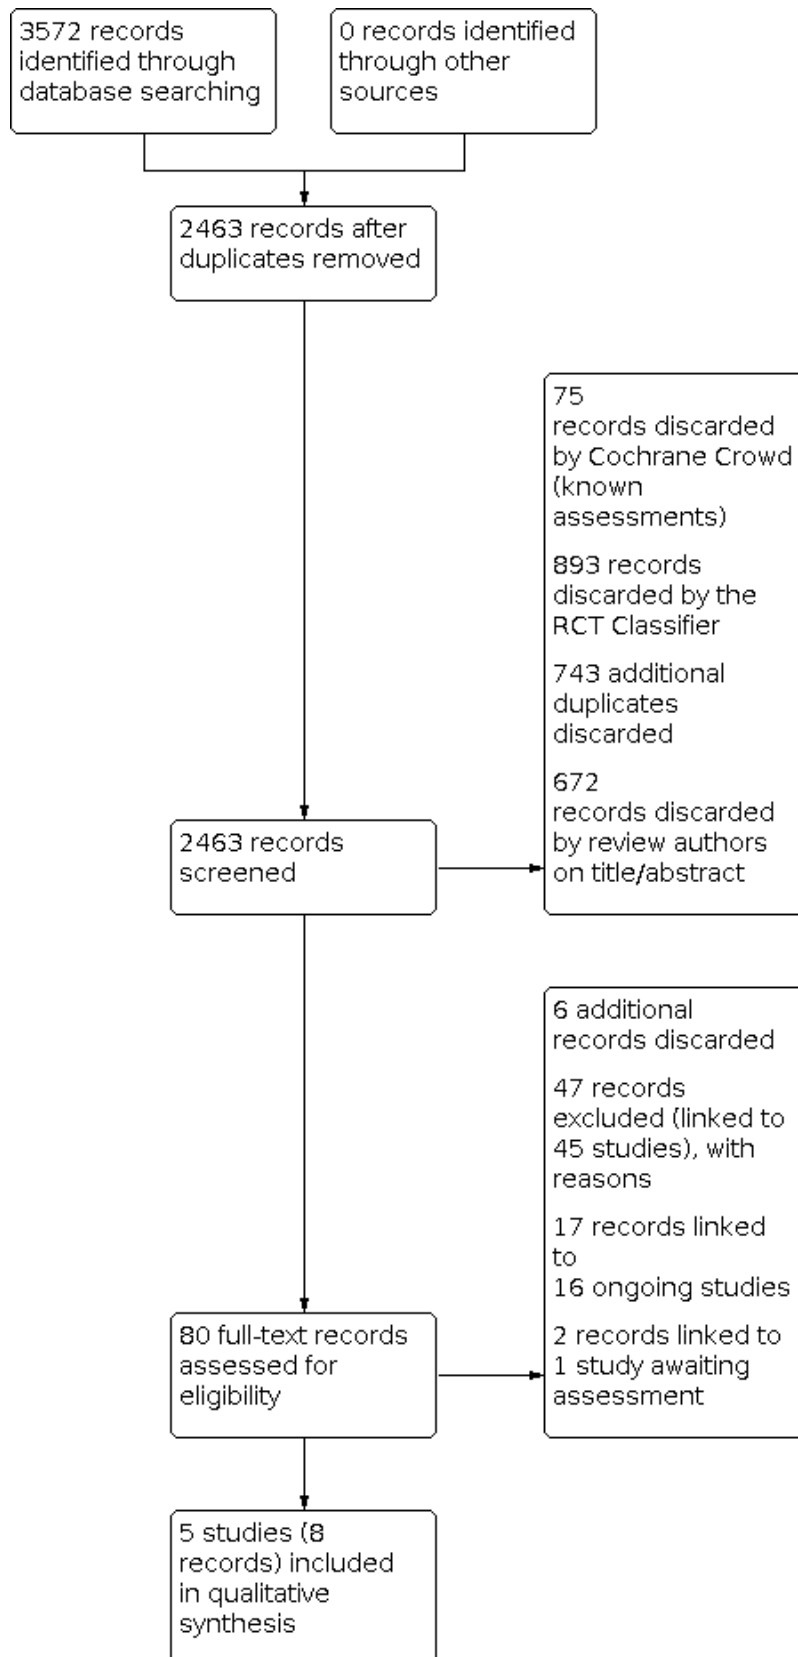 3572 records
identified through
database searching
0 records identified
through other
sources
2463 records after
duplicates removed
75
records discarded
by Cochrane Crowd
(known
assessments)
893 records
discarded by the
RCT Classifier
743 additional
duplicates
discarded
672
records discarded
by review authors
on title/abstract
2463 records
screened
6 additional
records discarded
47 records
excluded (linked to
45 studies), with
reasons
17 records linked
to
16 ongoing studies
2 records linked to
1 study awaiting
assessment
80 full-text records
assessed for
eligibility
5 studies (8
records) included
in qualitative
synthesis